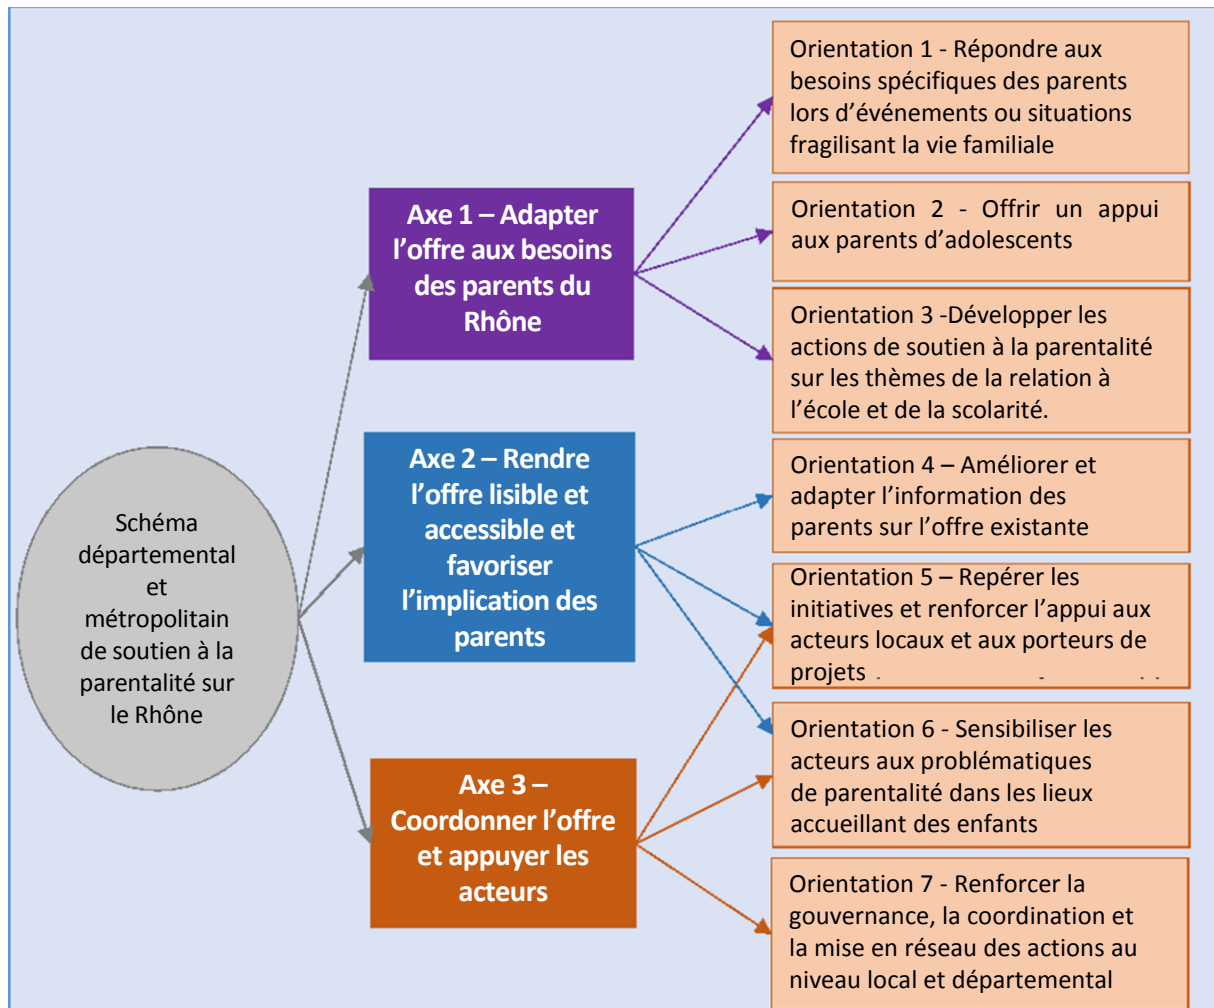 Schéma
départemental
et
métropolitain
de soutien à la
parentalité sur
le Rhône
Axe 1 – Adapter
l'offre aux besoins
des parents du
Rhône
Orientation 1 - Répondre aux
besoins spécifiques des parents
lors d'événements ou situations
fragilisant la vie familiale
Orientation 2 - Offrir un appui
aux parents d'adolescents
Orientation 3 -Développer les
actions de soutien à la parentalité
sur les thèmes de la relation à
l'école et de la scolarité.
Axe 2 – Rendre
l'offre lisible et
accessible et
favoriser
l'implication des
parents
Orientation 4 – Améliorer et
adapter l'information des
parents sur l'offre existante
Orientation 5 – Repérer les
initiatives et renforcer l'appui aux
acteurs locaux et aux porteurs de
projets
Axe 3 –
Coordonner l'offre
et appuyer les
acteurs
Orientation 6 - Sensibiliser les
acteurs aux problématiques
de parentalité dans les lieux
accueillant des enfants
Orientation 7 - Renforcer la
gouvernance, la coordination et
la mise en réseau des actions au
niveau local et départemental